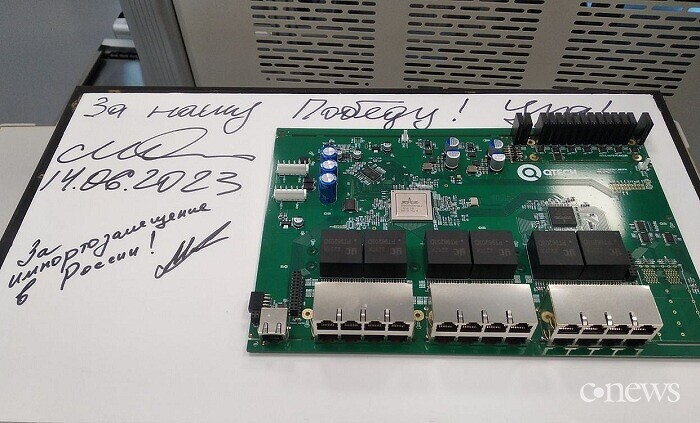 За нашу Победу! Ура!
14.06.2023
За
импортозамещение
в России!
QTECH
cnews